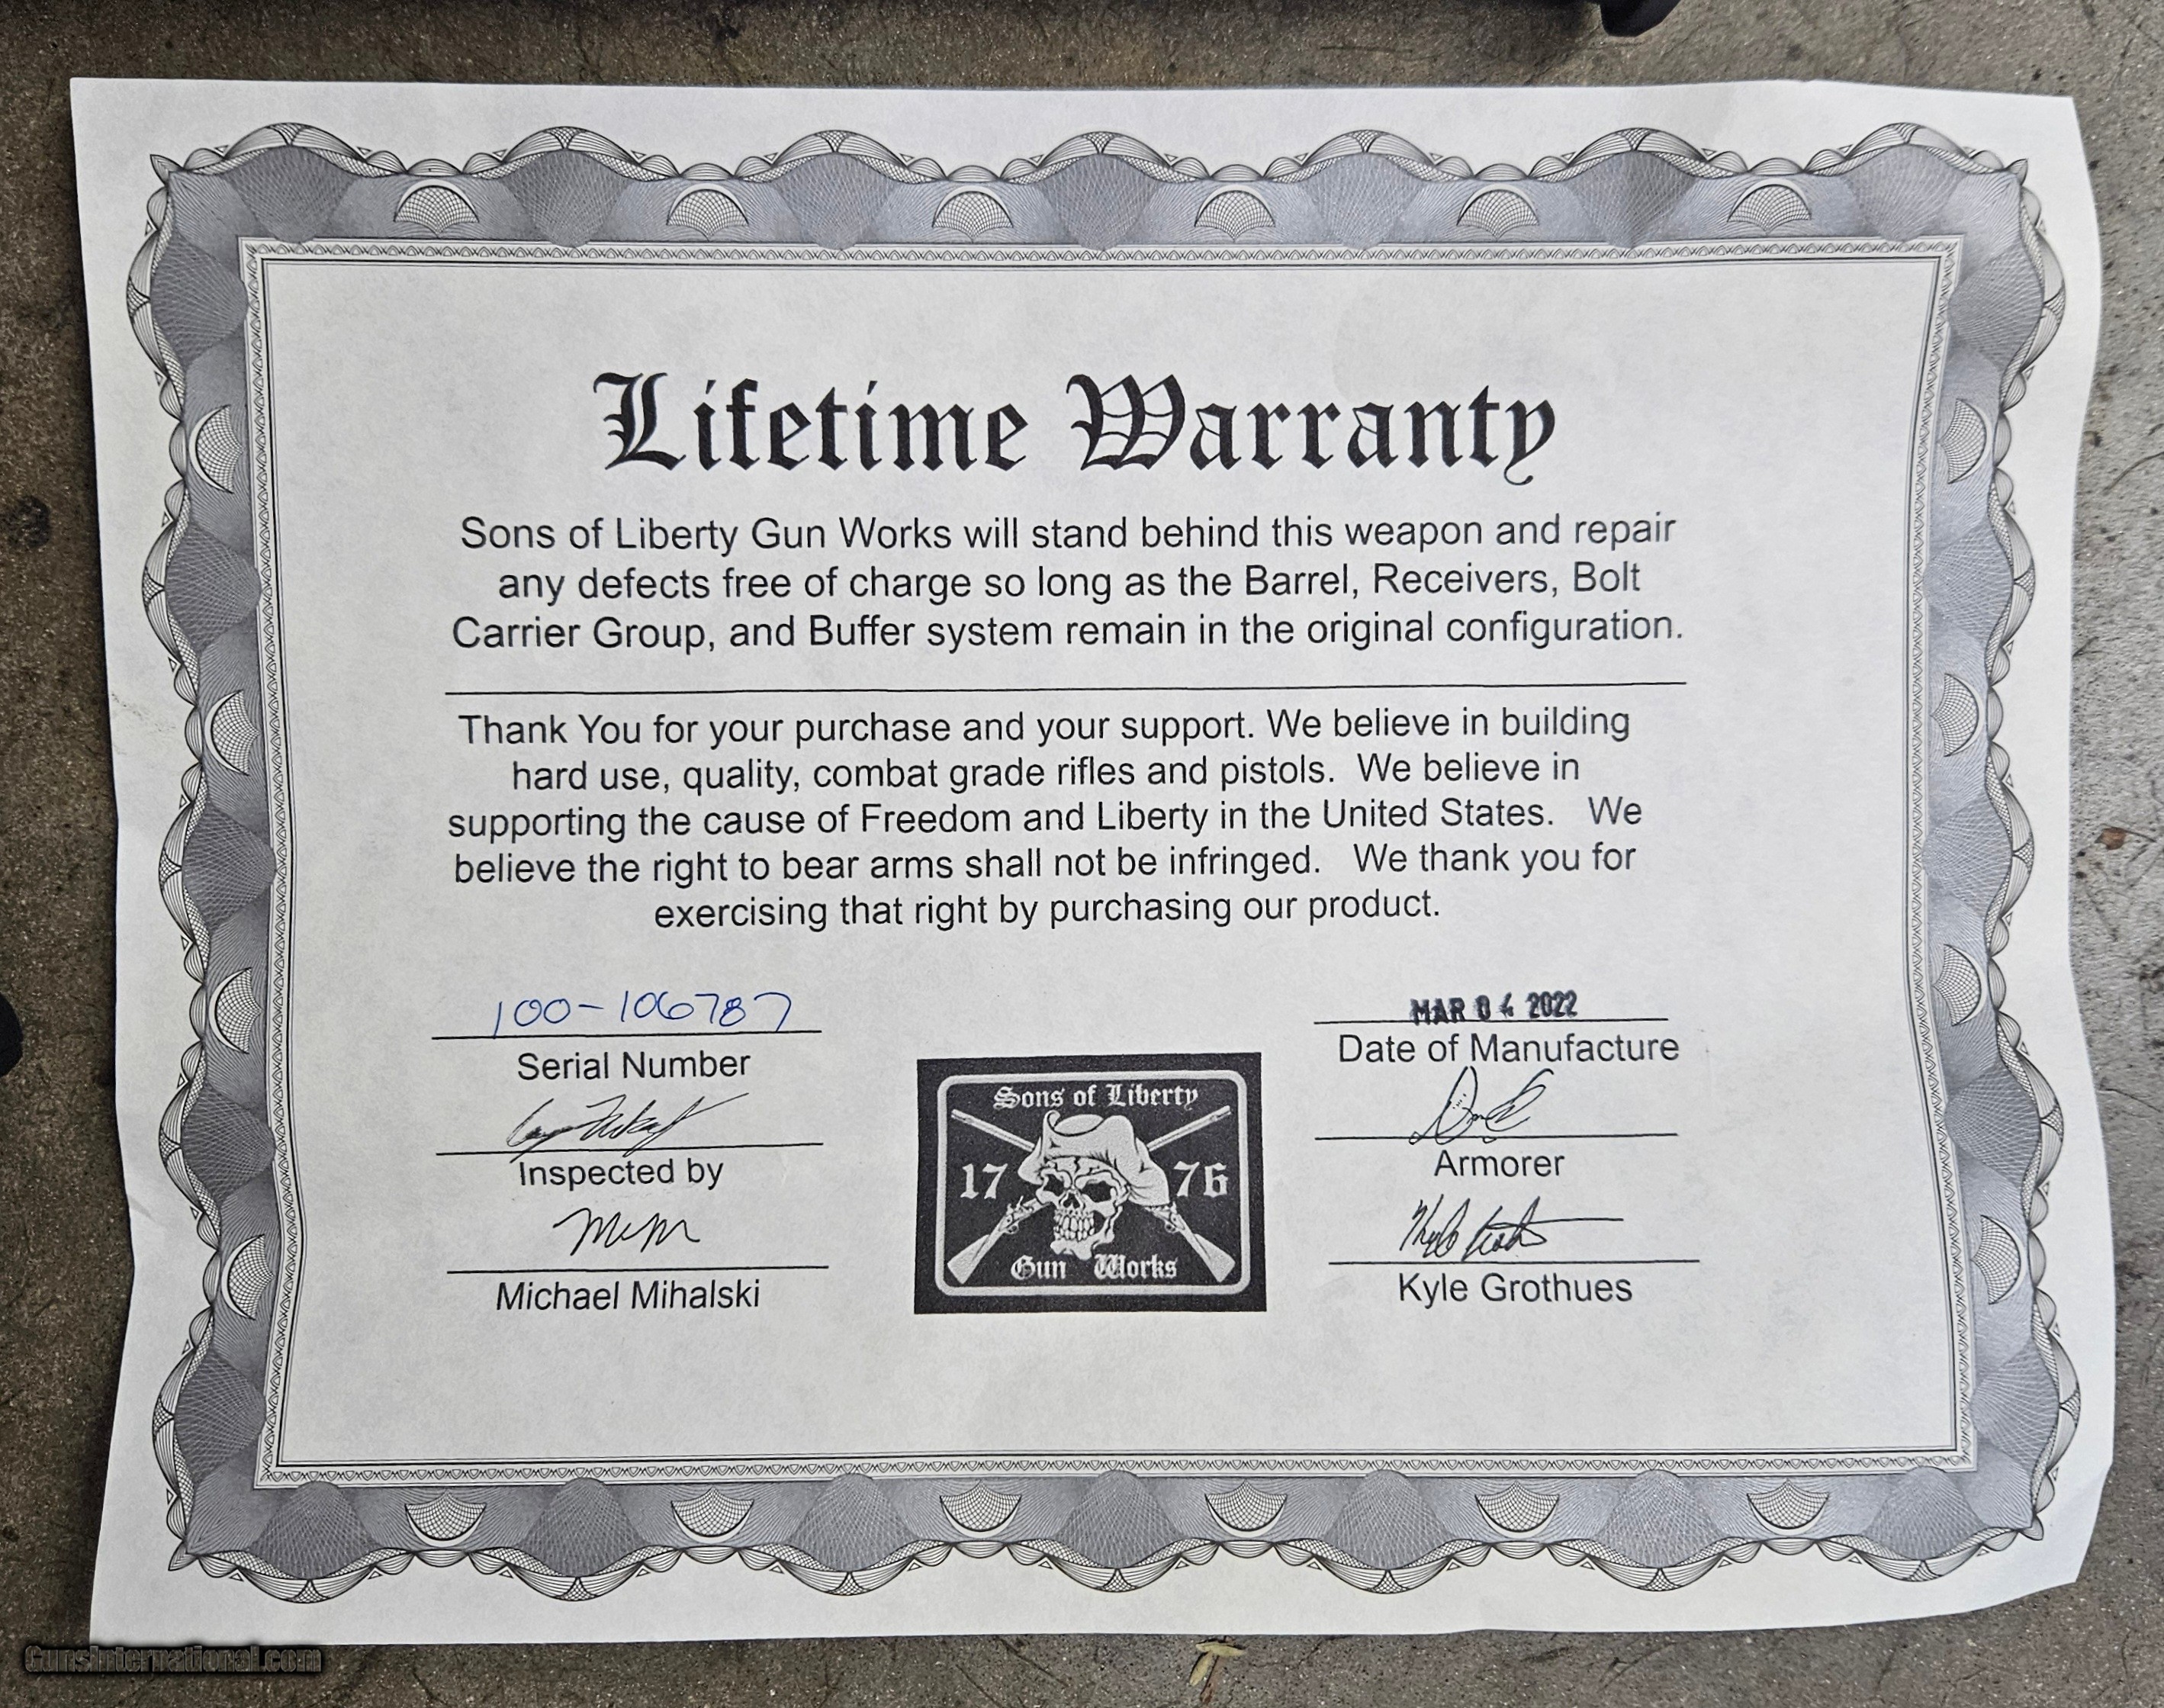 Lifetime Warranty
Sons of Liberty Gun Works will stand behind this weapon and repair
any defects free of charge so long as the Barrel, Receivers, Bolt
Carrier Group, and Buffer system remain in the original configuration.
Thank You for your purchase and your support. We believe in building
hard use, quality, combat grade rifles and pistols. We believe in
supporting the cause of Freedom and Liberty in the United States. We
believe the right to bear arms shall not be infringed. We thank you for
exercising that right by purchasing our product.
100-106787
Serial Number
MAR 04 2022
Date of Manufacture
Inspected by
Armorer
Michael Mihalski
Sons of Liberty
17 76
Gun Works
Kyle Grothues
GunsInternational.com